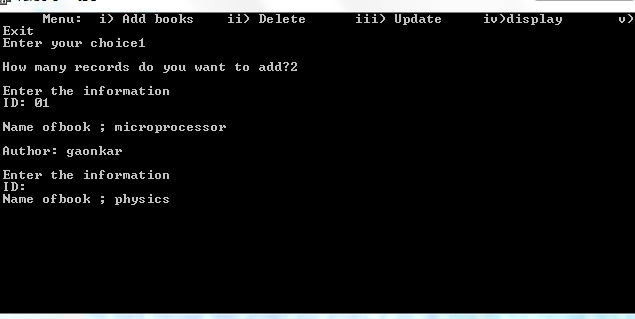 Menu: i) Add books ii) Delete iii) Update iv)display v)
Exit
Enter your choice1
How many records do you want to add?2
Enter the information
ID: 01
Name ofbook ; microprocessor
Author: gaonkar
Enter the information
ID:
Name ofbook ; physics